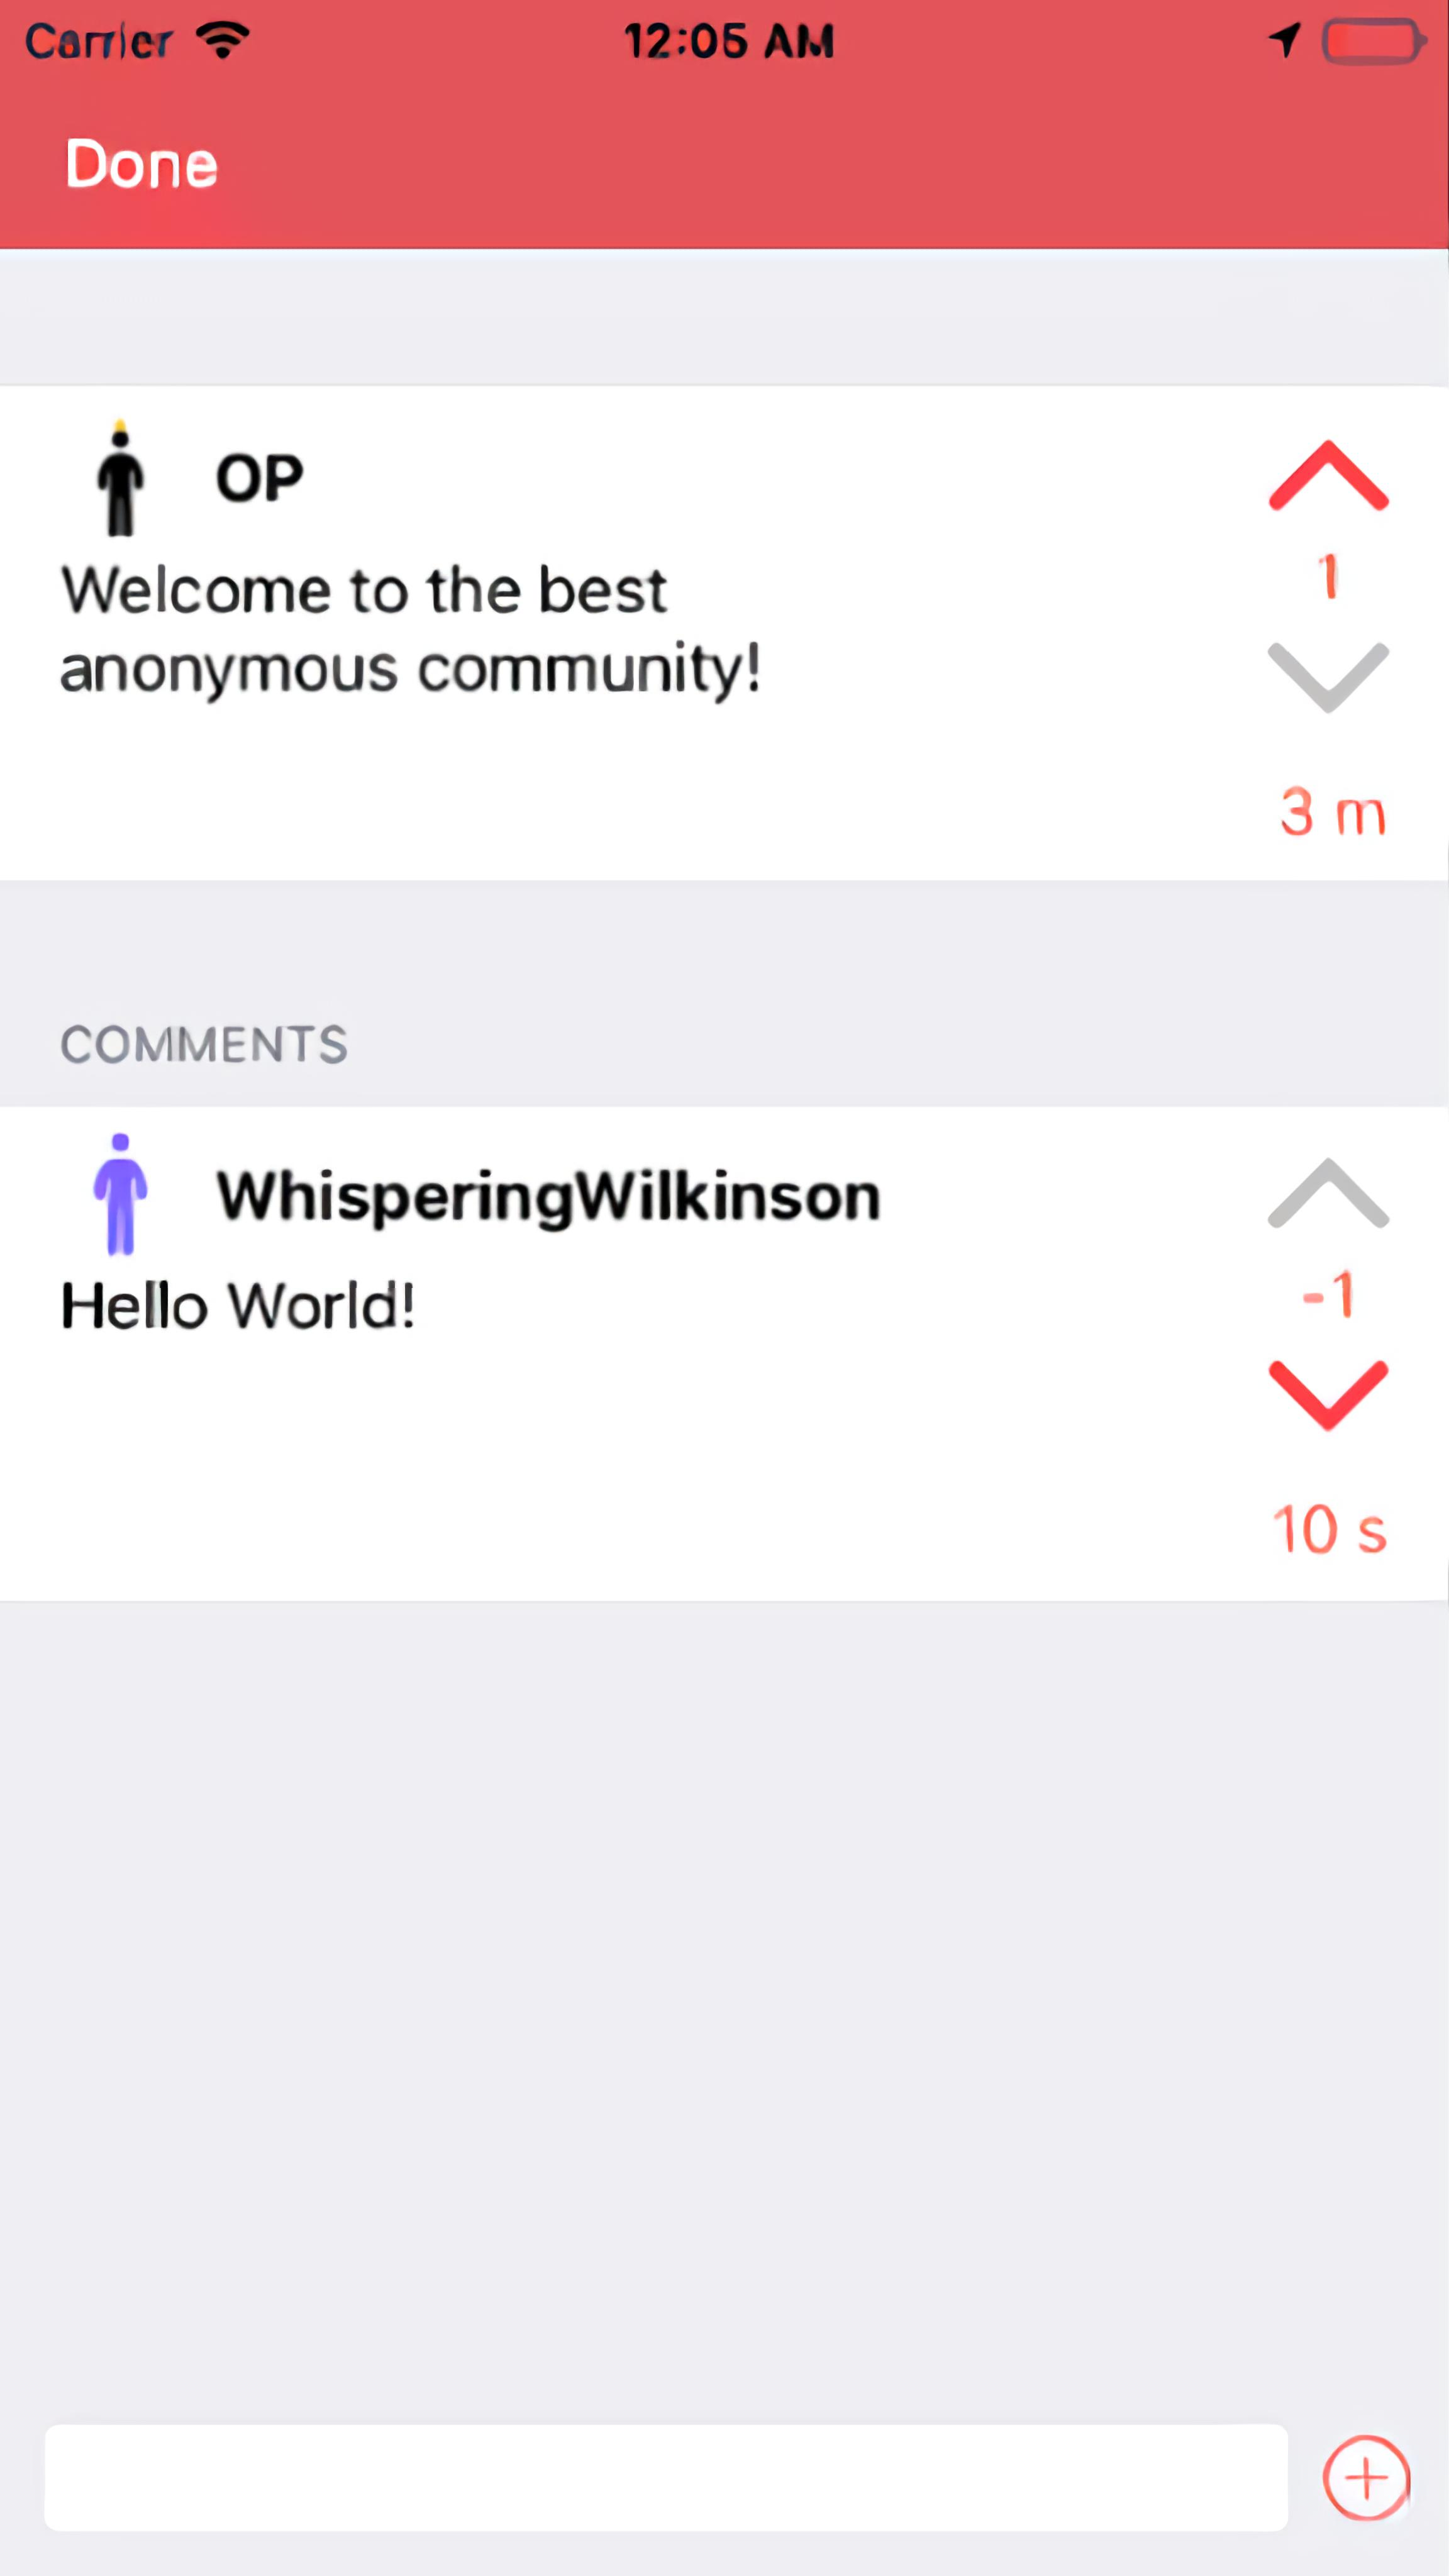 Carrier 12:05 AM
Done
OP
Welcome to the best
anonymous community!
1
3 m
COMMENTS
WhisperingWilkinson
Hello World!
-1
10 s